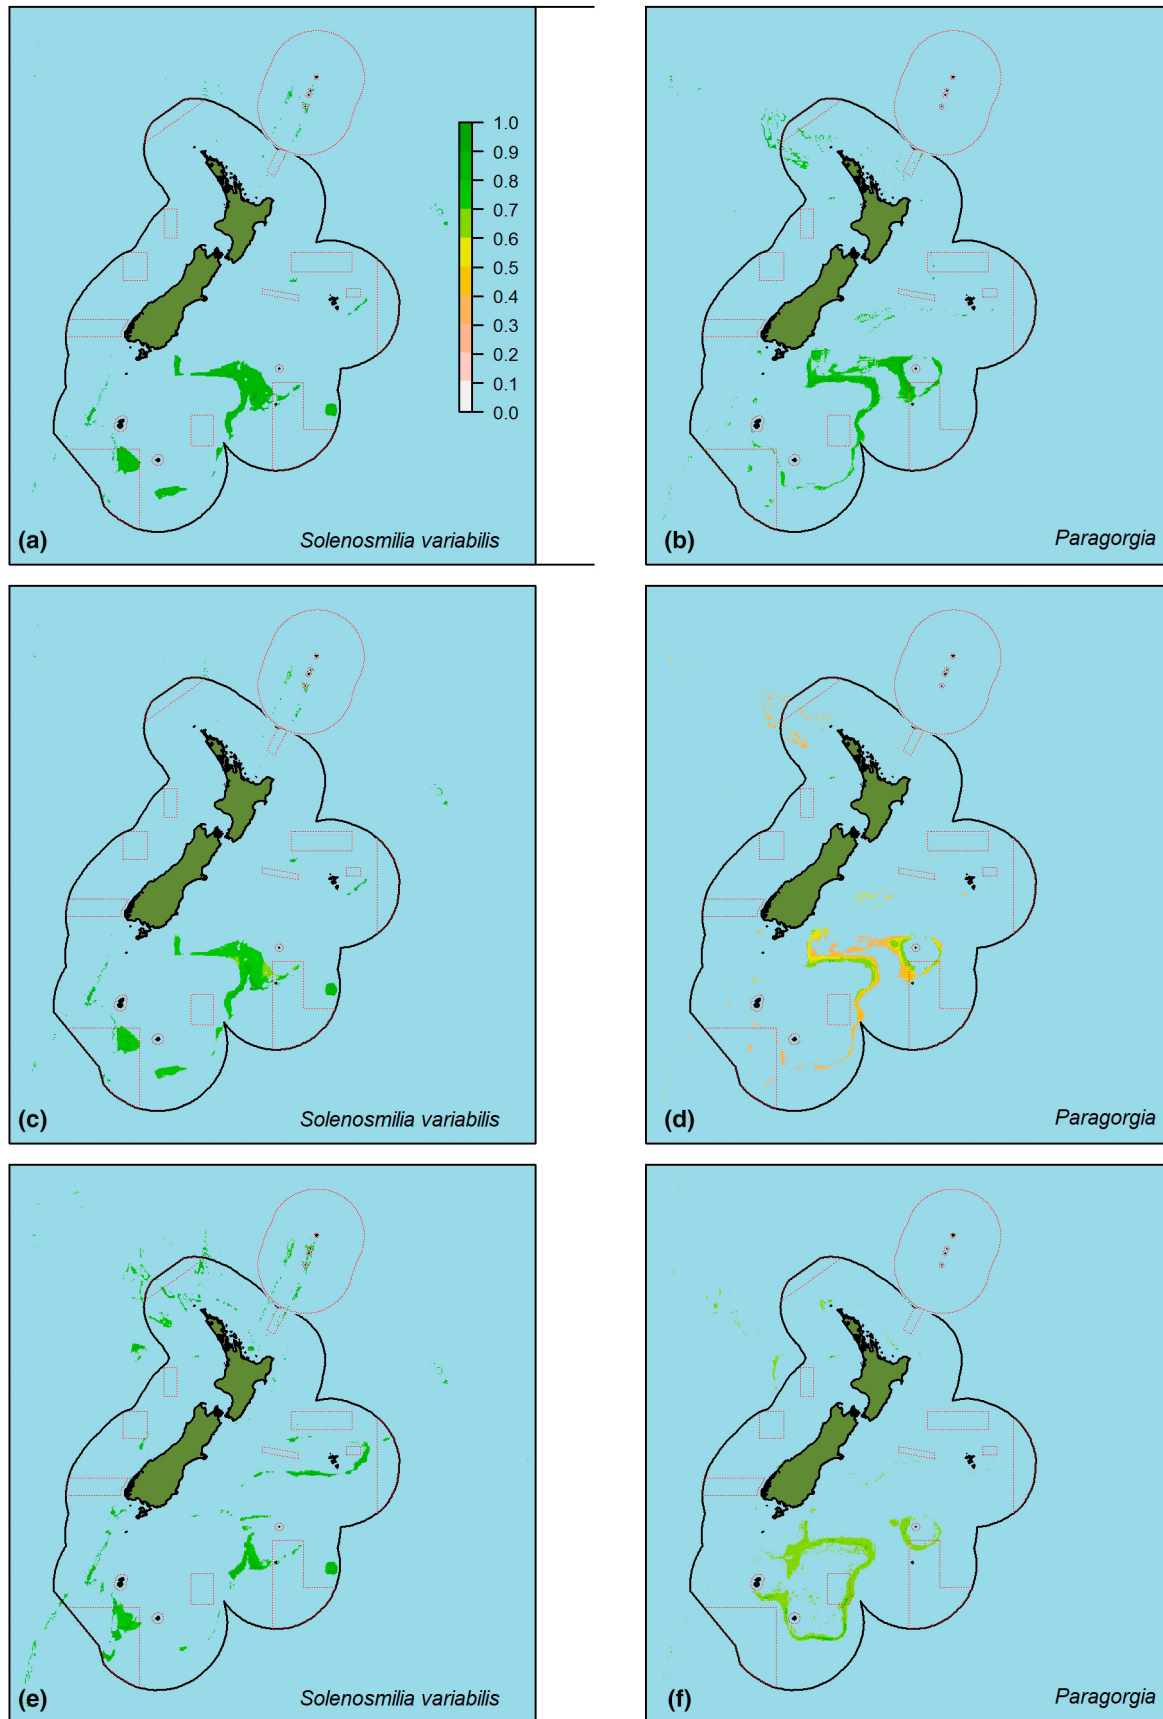 1.0
0.9
0.8
0.7
0.6
0.5
0.4
0.3
0.2
0.1
0.0
(a) Solenosmilia variabilis
(b) Paragorgia
(c) Solenosmilia variabilis
(d) Paragorgia
(e) Solenosmilia variabilis
(f) Paragorgia